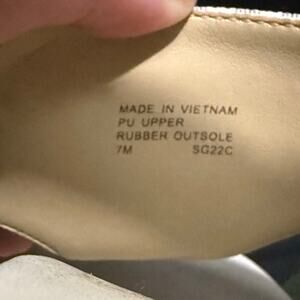 MADE IN VIETNAM
PU UPPER
RUBBER OUTSOLE
7M SG22C